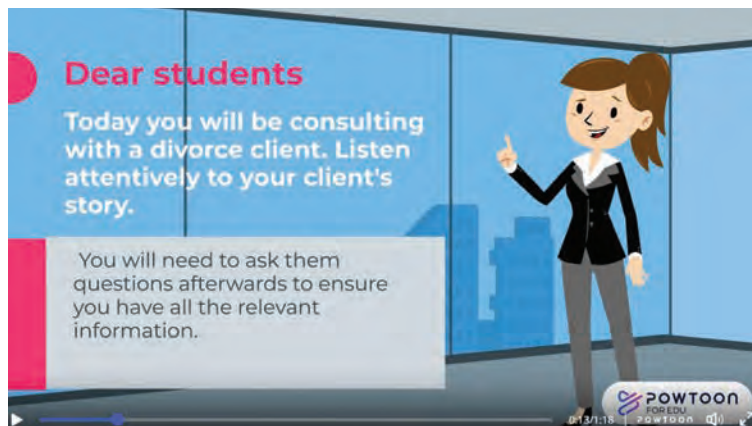 Dear students
Today you will be consulting
with a divorce client. Listen
attentively to your client's
story.
You will need to ask them
questions afterwards to ensure
you have all the relevant
information.
POWTOON
FOR EDU
0:13/1:18 POWTOON